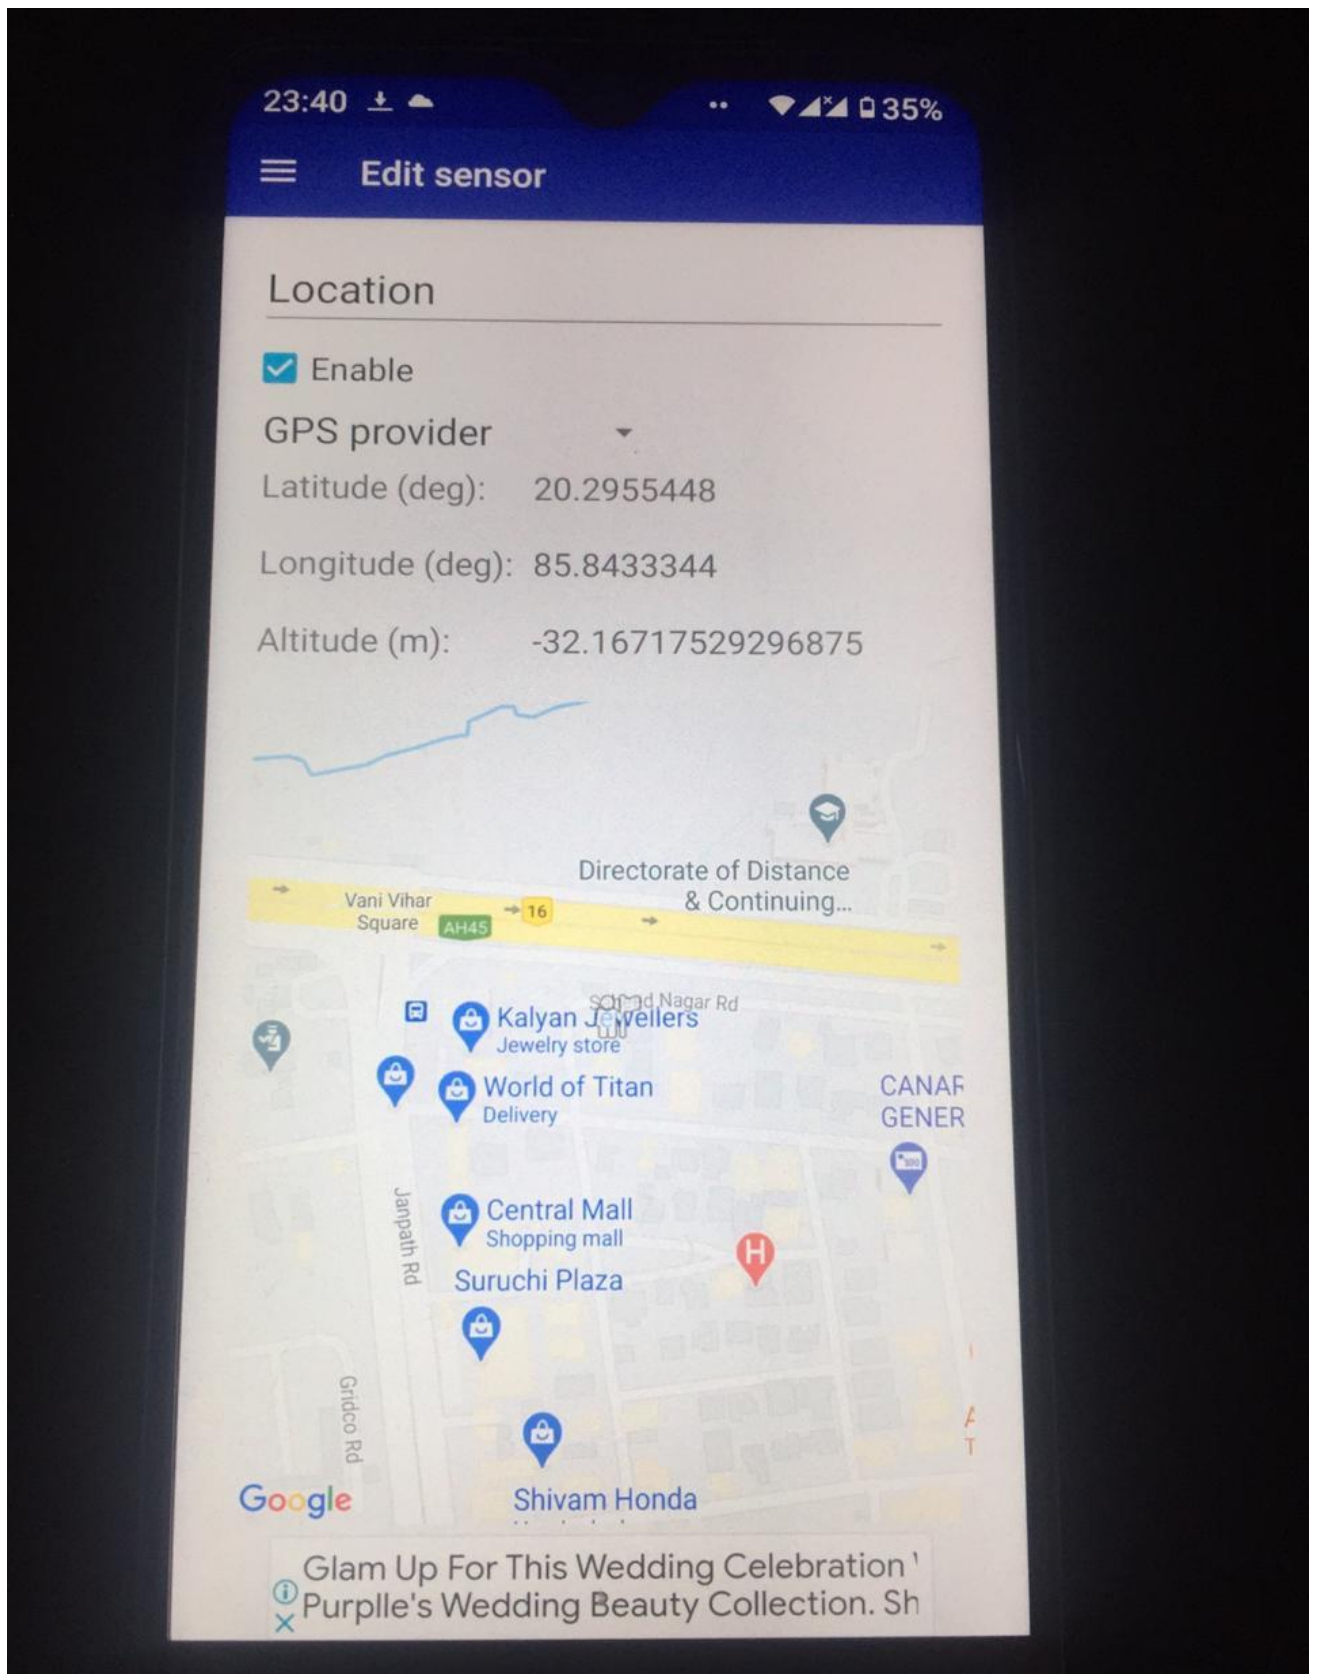 23:40
35%
Edit sensor
Location
Enable
GPS provider
Latitude (deg): 20.2955448
Longitude (deg): 85.8433344
Altitude (m): -32.16717529296875
Directorate of Distance
& Continuing...
Vani Vihar
Square
AH45
16
Nagar Rd
Kalyan Jewellers
Jewelry store
World of Titan
Delivery
CANAR
GENER
Janpath Rd
Central Mall
Shopping mall
H
Suruchi Plaza
Gridco Rd
A
T
Google
Shivam Honda
Glam Up For This Wedding Celebration
Purplle's Wedding Beauty Collection. Sh